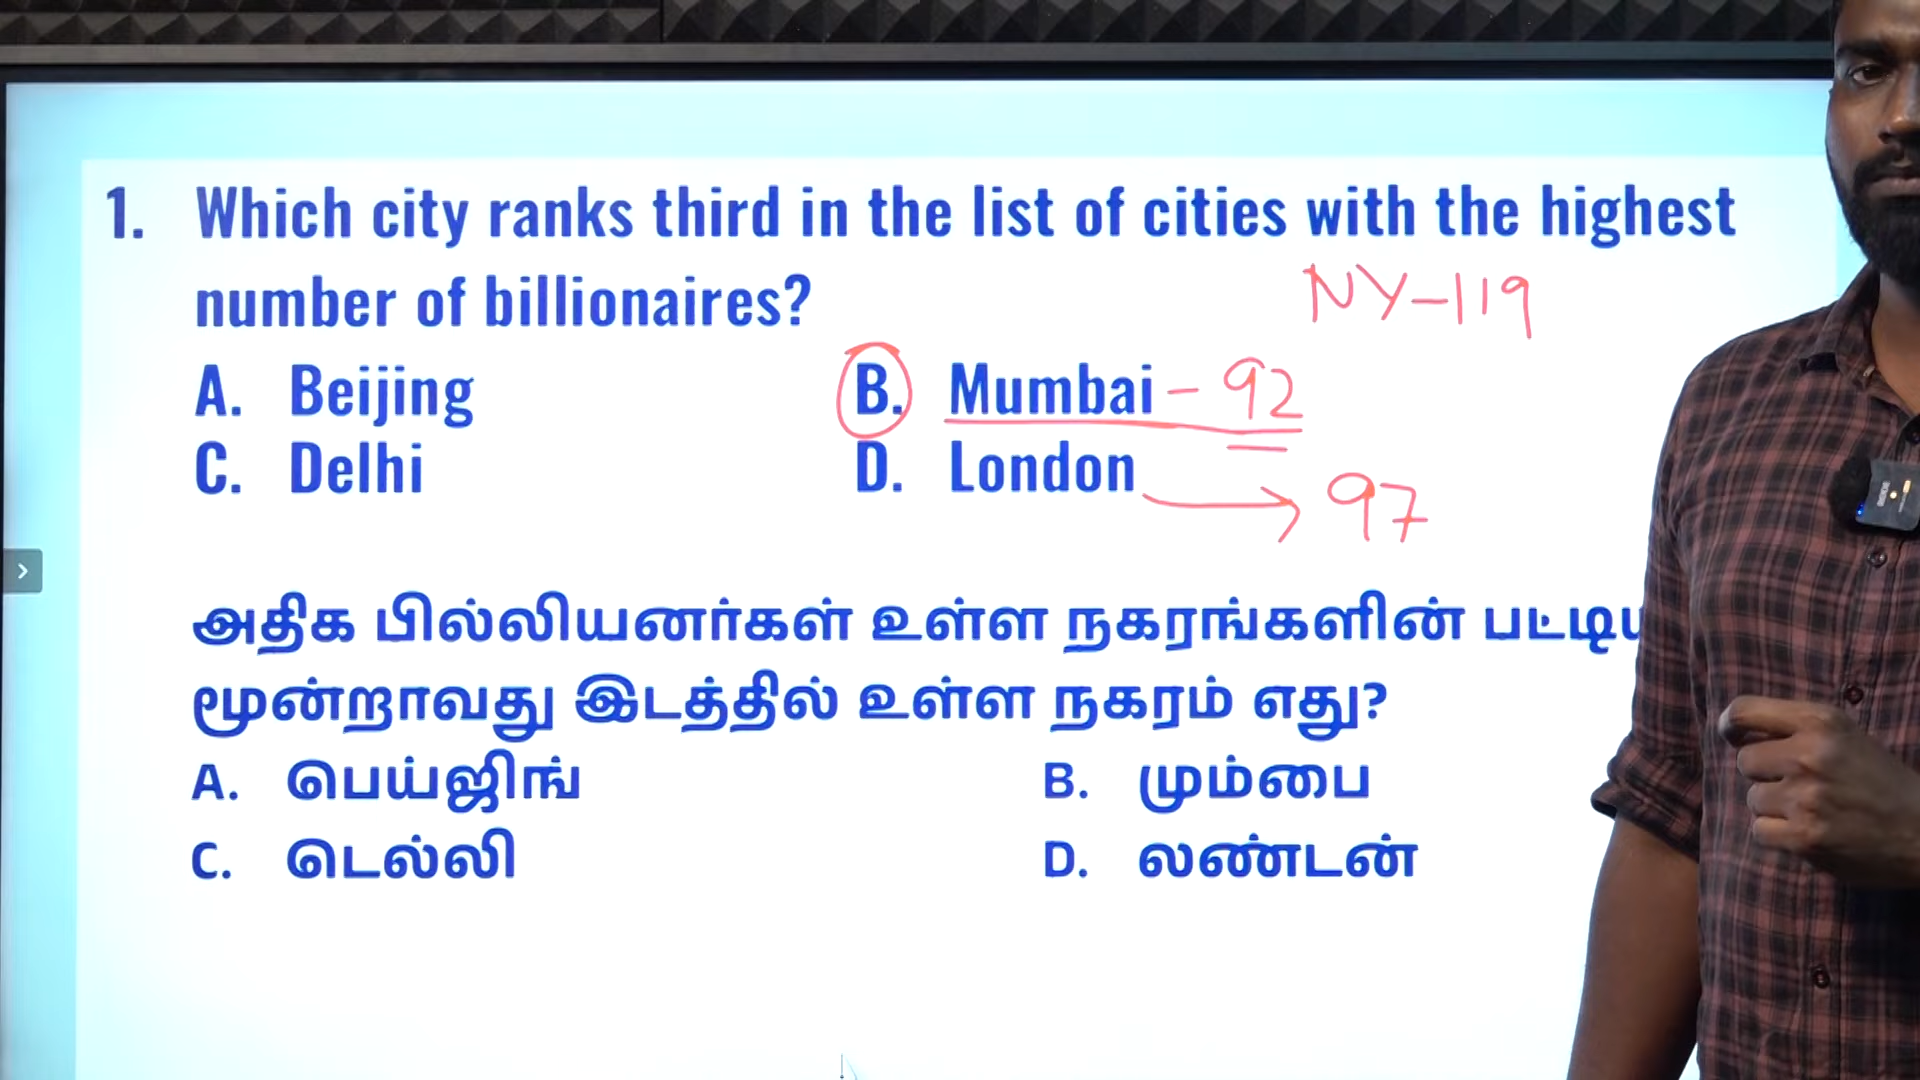 1. Which city ranks third in the list of cities with the highest
number of billionaires?
NY-119
A. Beijing
B. Mumbai - 92
C. Delhi
D. London → 97
அதிக பில்லியனர்கள் உள்ள நகரங்களின்
மூன்றாவது இடத்தில் உள்ள நகரம் எது?
A. பெய்ஜிங்
B. மும்பை
C. டெல்லி
D. லண்டன்